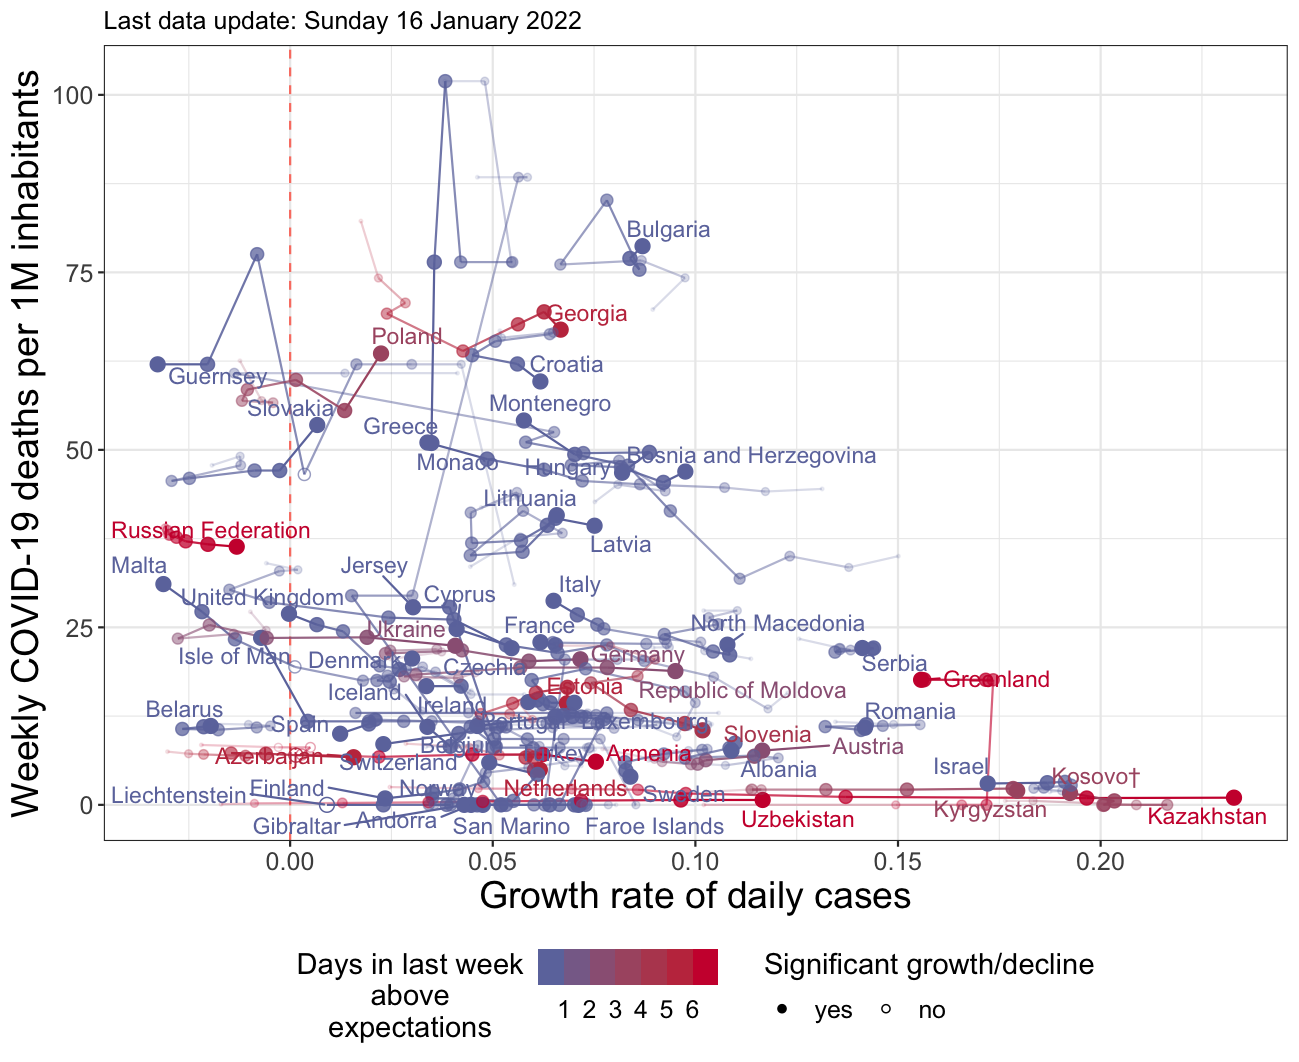 Last data update: Sunday 16 January 2022
Weekly COVID-19 deaths per 1M inhabitants
100
75
50
25
0
Bulgaria
Georgia
Poland
Croatia
Guernsey
Montenegro
Slovakia
Greece
Monaco
Hungary
Bosnia and Herzegovina
Lithuania
Russian Federation
Latvia
Malta
Jersey
Italy
United Kingdom
Cyprus
Ukraine
France
North Macedonia
Isle of Man
Denmark
Czechia
Germany
Serbia
Iceland
Estonia
Republic of Moldova
Greenland
Belarus
Spain
Ireland
Portugal
Luxembourg
Romania
Slovenia
Azerbaijan
Belgium
Turkey
Armenia
Austria
Switzerland
Albania
Israel
Kosovo†
Liechtenstein
Finland
Norway
Netherlands
Sweden
Kyrgyzstan
Gibraltar
Andorra
San Marino
Faroe Islands
Uzbekistan
Kazakhstan
0.00
0.05
0.10
0.15
0.20
Growth rate of daily cases
Days in last week
above
expectations
1 2 3 4 5 6
Significant growth/decline
yes
no